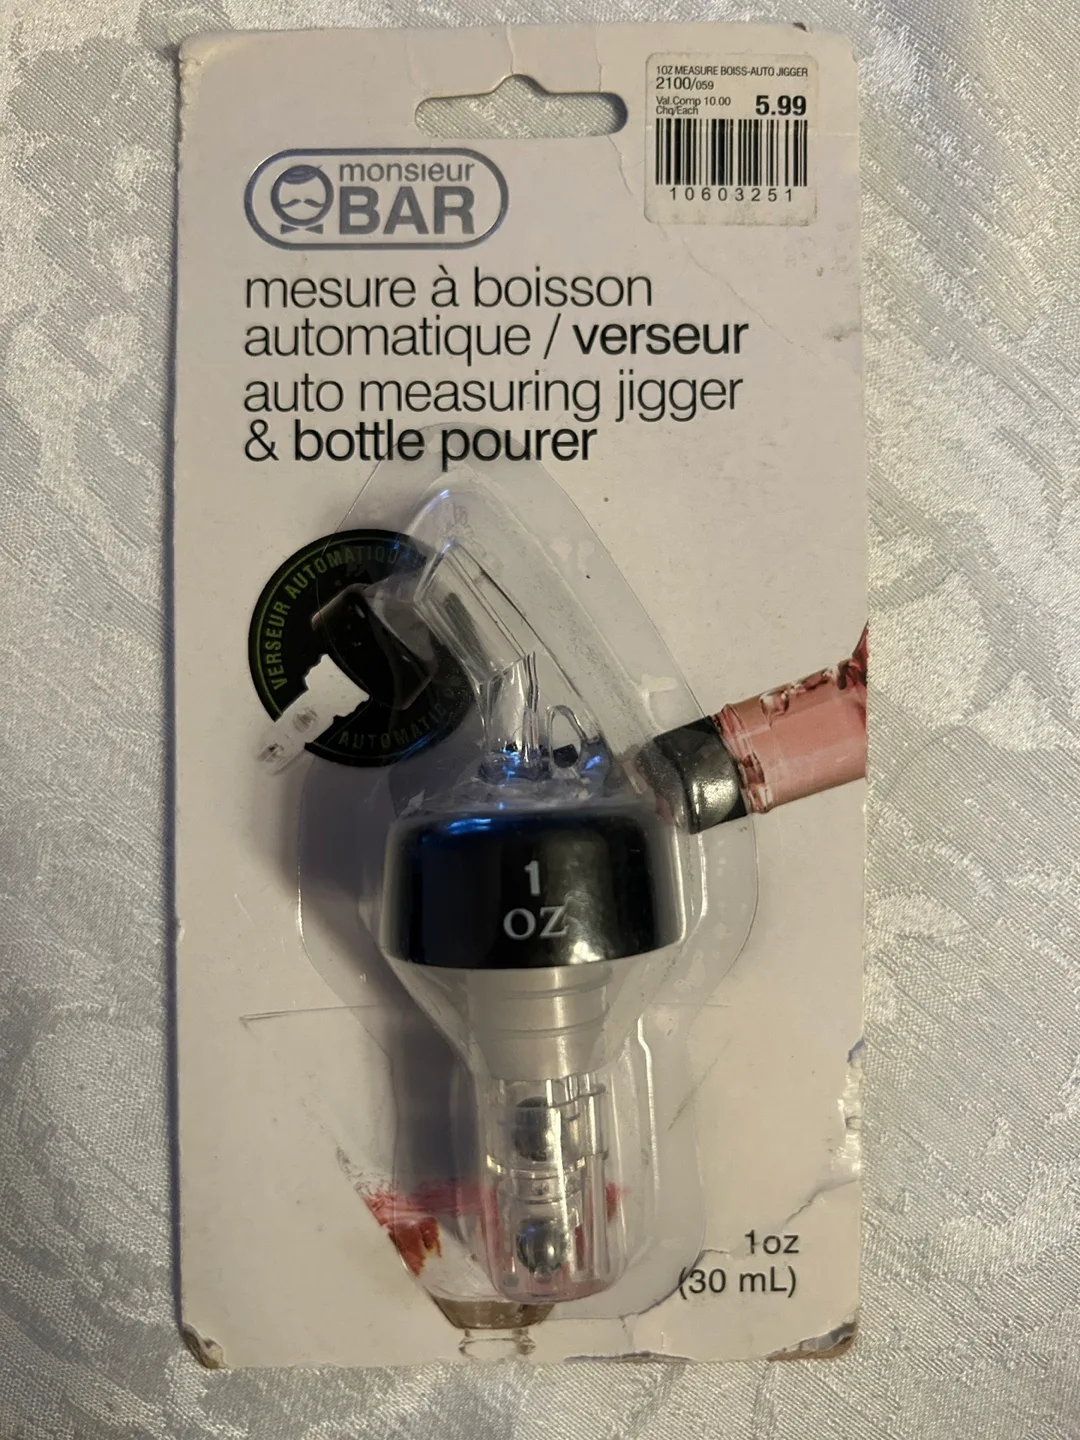 1OZ MEASURE BOISS-AUTO JIGGER
2100/059
Val.Comp 10.00
Chq/Each
5.99
10603251
monsieur
BAR
mesure à boisson
automatique / verseur
auto measuring jigger
& bottle pourer
VERSEUR AUTOMATIQUE
AUTOMATIC
1
OZ
1oz
(30 mL)